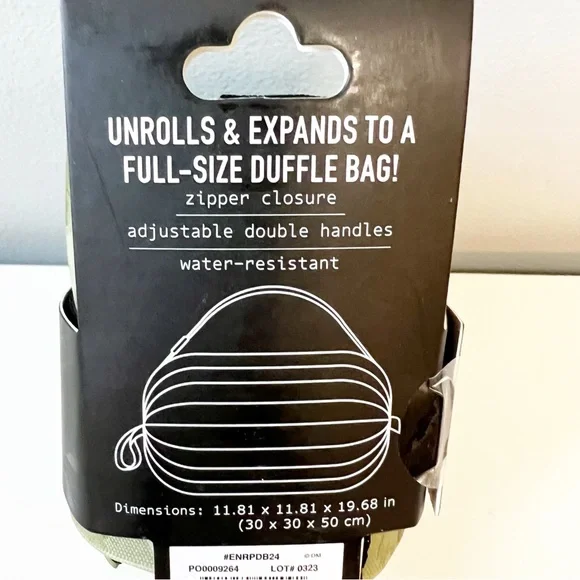 UNROLLS & EXPANDS TO A
FULL-SIZE DUFFLE BAG!
zipper closure
adjustable double handles
water-resistant
Dimensions: 11.81 x 11.81 x 19.68 in
(30 x 30 x 50 cm)
#ENRPDB24 © DM
PO0009264 LOT# 0323